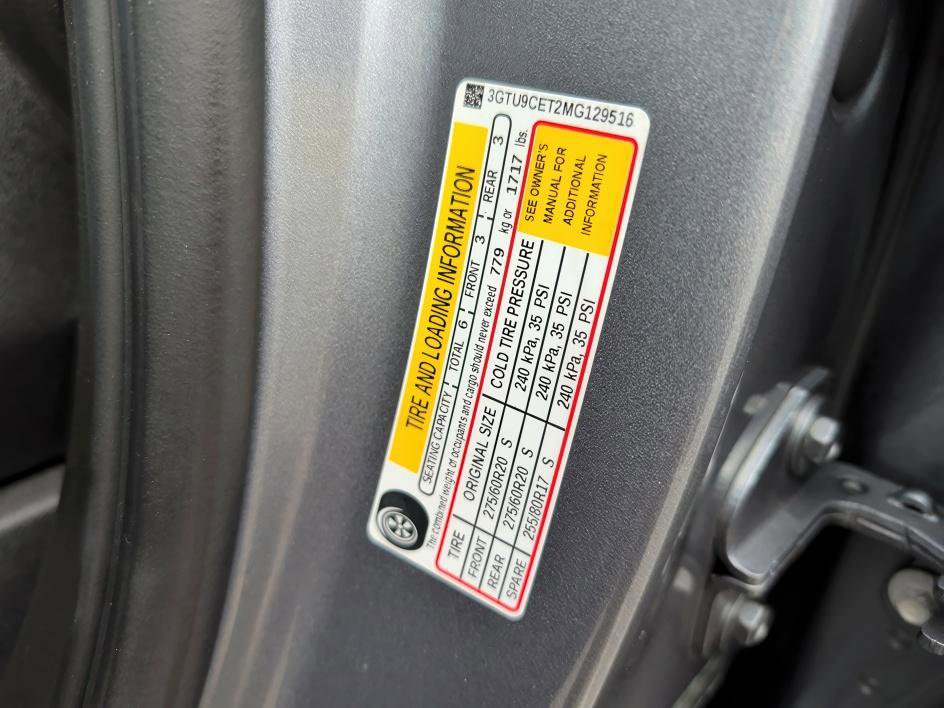 3GTU9CET2MG129516
TIRE AND LOADING INFORMATION
SEATING CAPACITY TOTAL 6 FRONT 3 REAR 3
The combined weight of occupants and cargo should never exceed 779 kg or 1717 lbs.
TIRE ORIGINAL SIZE COLD TIRE PRESSURE
FRONT 275/60R20 S 240 kPa, 35 PSI
REAR 275/60R20 S 240 kPa, 35 PSI
SPARE 255/80R17 S 240 kPa, 35 PSI
SEE OWNER'S
MANUAL FOR
ADDITIONAL
INFORMATION